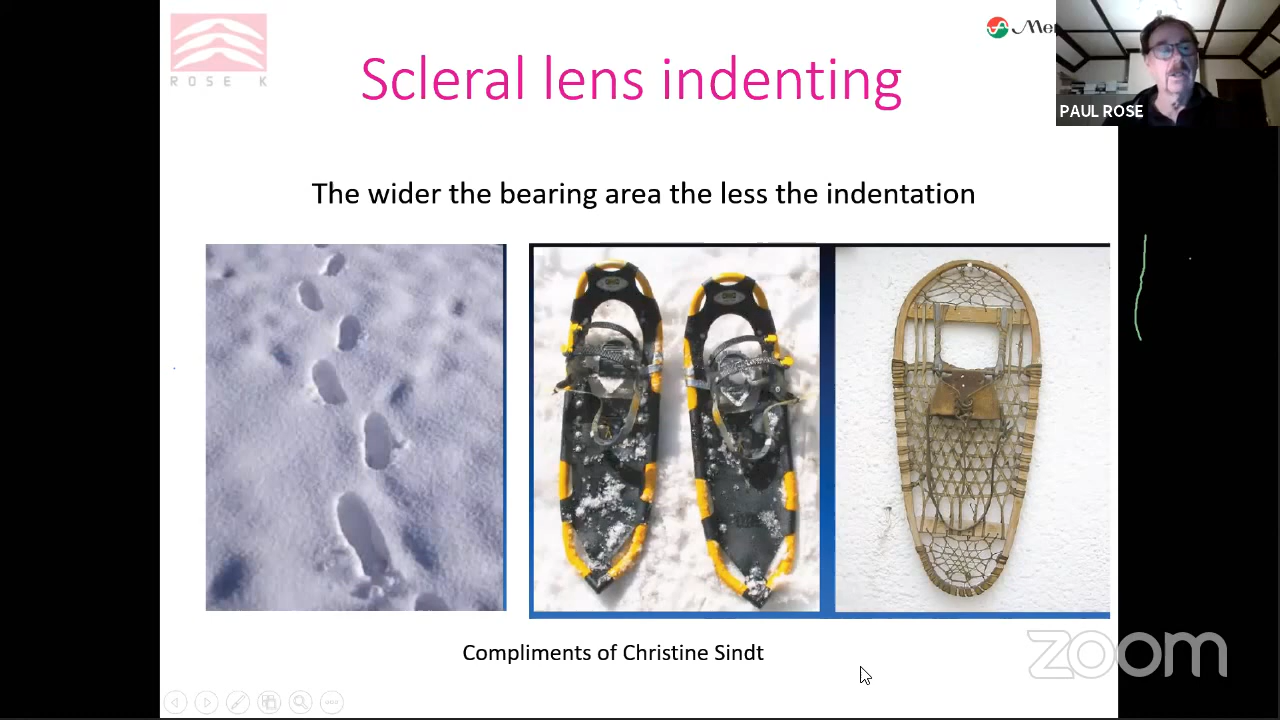 ROSE K
Scleral lens indenting
PAUL ROSE
The wider the bearing area the less the indentation
Compliments of Christine Sindt
zoom